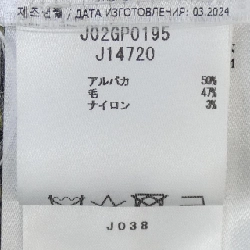 제조년월 / ДАТА ИЗГОТОВЛЕНИЯ: 03.2024
J02GP0195
J14720
アルパカ 50%
毛 47%
ナイロン 3%
J038